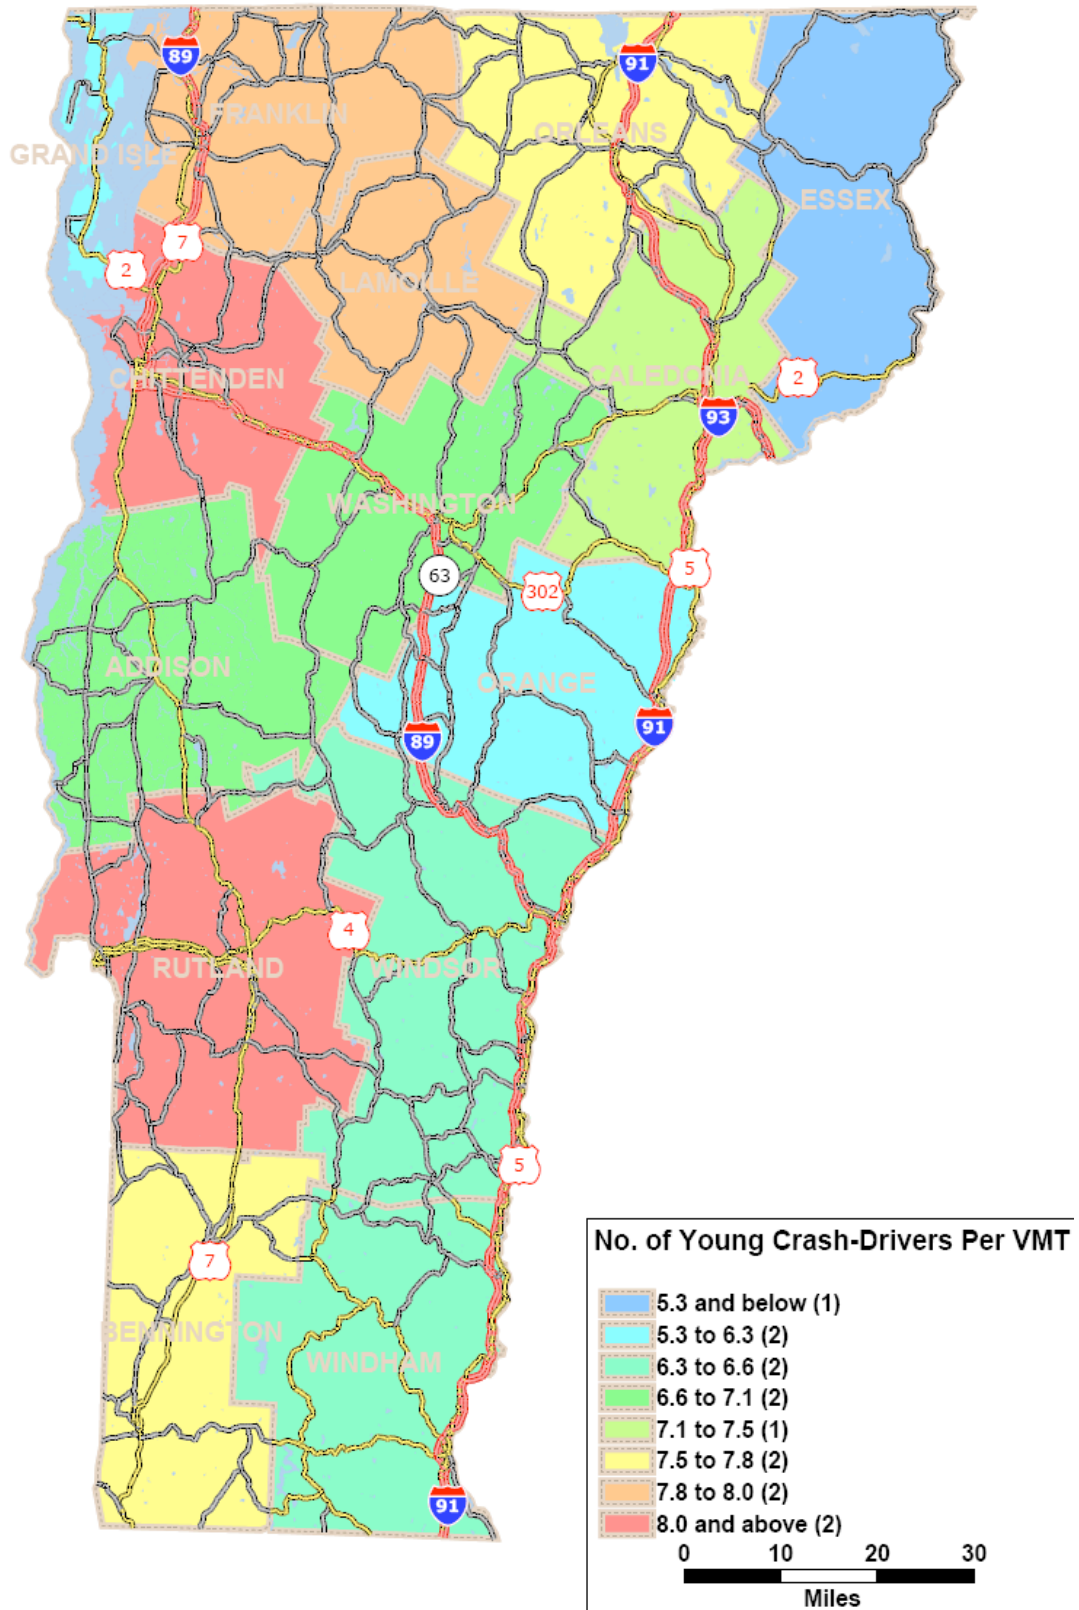 89
91
FRANKLIN
ORLEANS
GRAND ISLE
ESSEX
7
2
LAMOILLE
CHITTENDEN
CALEDONIA
2
93
WASHINGTON
63
302
5
ADDISON
ORANGE
89
91
4
RUTLAND
WINDSOR
5
No. of Young Crash-Drivers Per VMT
7
5.3 and below (1)
BENNINGTON
5.3 to 6.3 (2)
WINDHAM
6.3 to 6.6 (2)
6.6 to 7.1 (2)
7.1 to 7.5 (1)
7.5 to 7.8 (2)
91
7.8 to 8.0 (2)
8.0 and above (2)
0 10 20 30
Miles